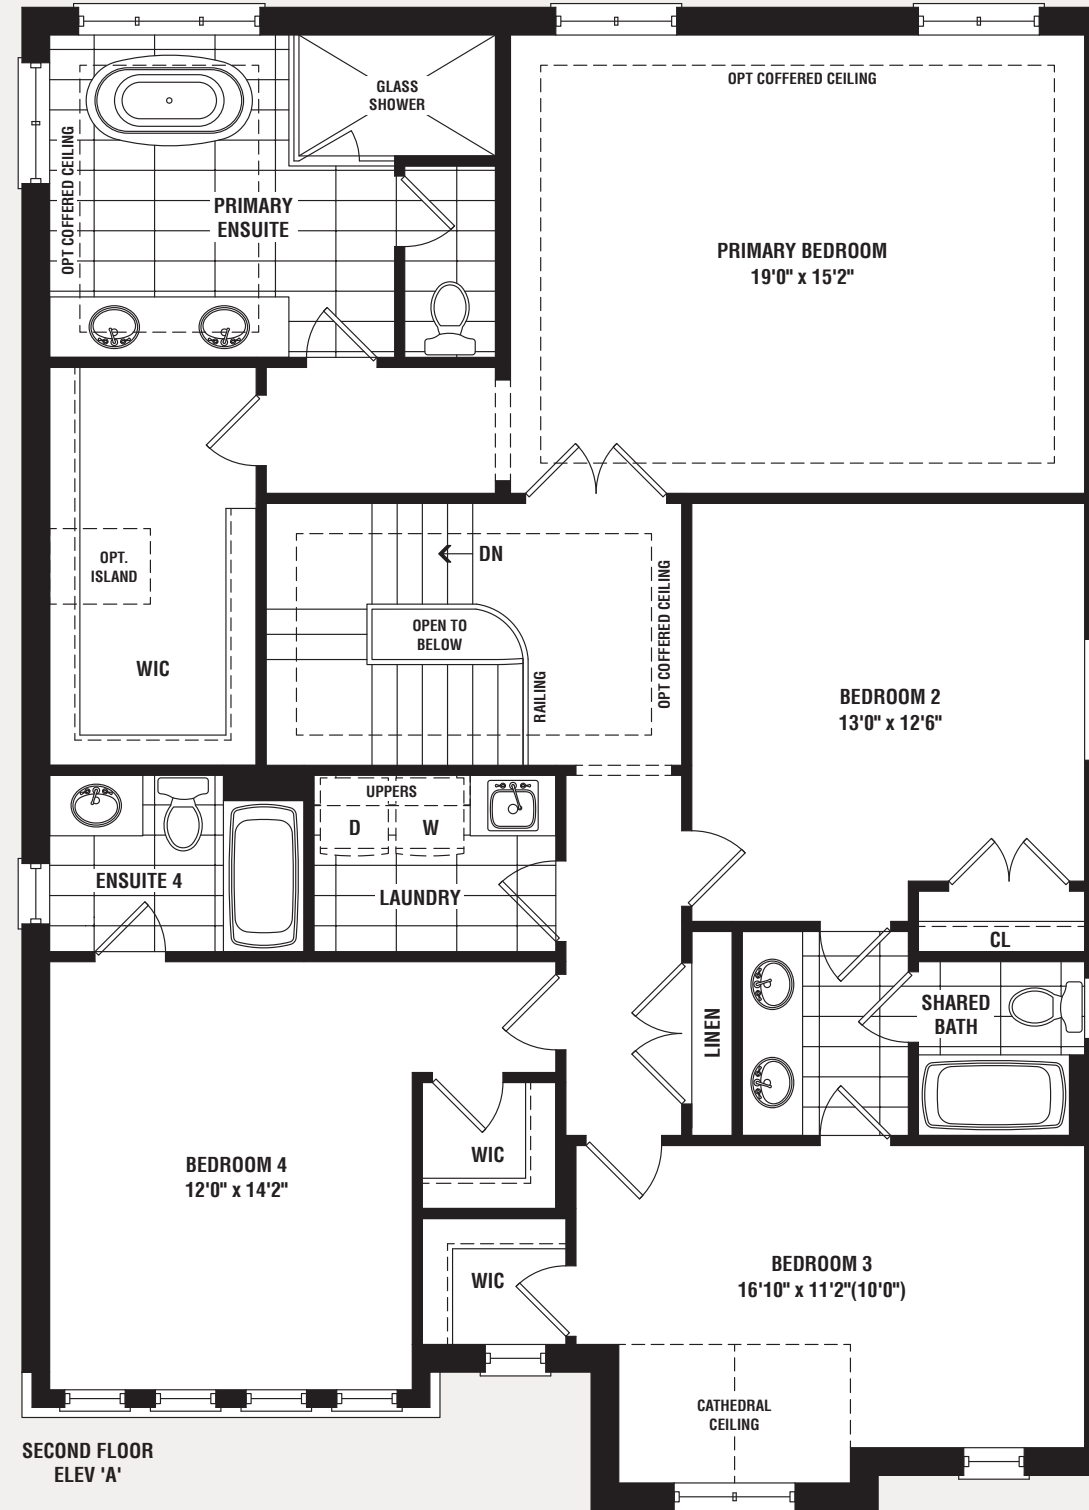 GLASS
SHOWER
OPT COFFERED CEILING
OPT COFFERED CEILING
PRIMARY
ENSUITE
PRIMARY BEDROOM
19'0" x 15'2"
OPT.
ISLAND
WIC
DN
OPEN TO
BELOW
RAILING
OPT COFFERED CEILING
BEDROOM 2
13'0" x 12'6"
UPPERS
D
W
ENSUITE 4
LAUNDRY
CL
LINEN
SHARED
BATH
BEDROOM 4
12'0" x 14'2"
WIC
WIC
BEDROOM 3
16'10" x 11'2"(10'0")
CATHEDRAL
CEILING
SECOND FLOOR
ELEV 'A'